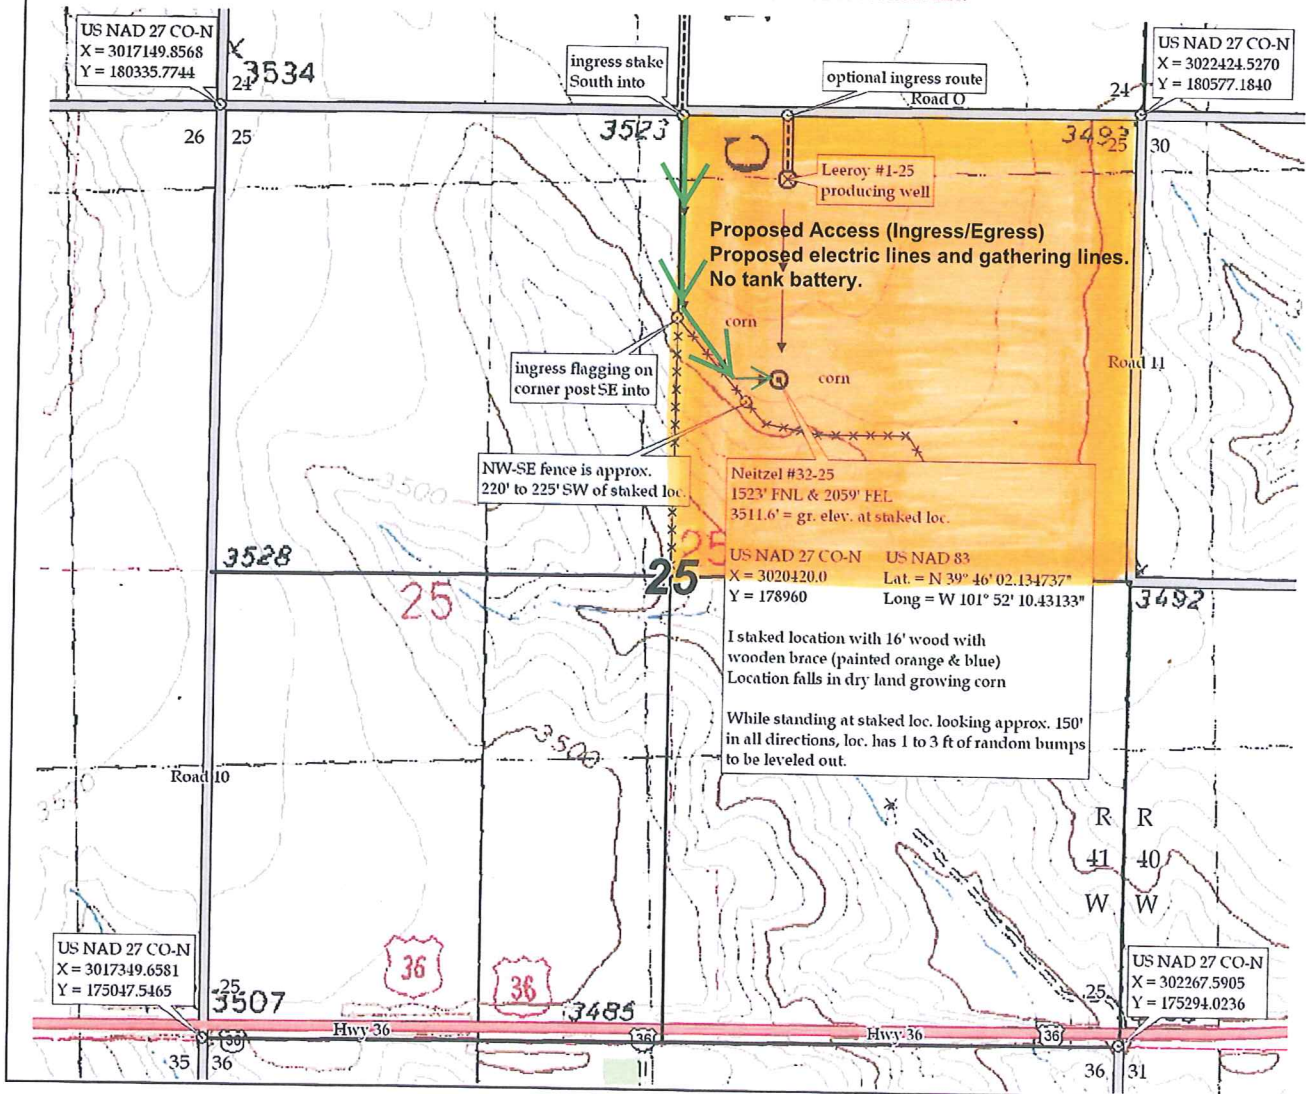 US NAD 27 CO-N
X = 3017149.8568
Y = 180335.7744
3534
24
ingress stake
South into
optional ingress route
US NAD 27 CO-N
X = 3022424.5270
Y = 180577.1840
24
Road O
26 25
3523
C
3493
25 30
Leeroy #1-25
producing well
Proposed Access (Ingress/Egress)
Proposed electric lines and gathering lines.
No tank battery.
corn
Road 11
ingress flagging on
corner post SE into
corn
NW-SE fence is approx.
220' to 225' SW of staked loc.
Neitzel #32-25
1523' FNL & 2059' FEL
3511.6' = gr. elev. at staked loc.
3500
US NAD 27 CO-N
X = 3020420.0
Y = 178960
US NAD 83
Lat. = N 39° 46' 02.134737"
Long = W 101° 52' 10.43133"
3528
25
25
25
3492
I staked location with 16' wood with
wooden brace (painted orange & blue)
Location falls in dry land growing corn
While standing at staked loc. looking approx. 150'
in all directions, loc. has 1 to 3 ft of random bumps
to be leveled out.
3500
Road 10
R R
41 40
W W
US NAD 27 CO-N
X = 3017349.6581
Y = 175047.5465
36
36
US NAD 27 CO-N
X = 302267.5905
Y = 175294.0236
25
3507
3485
25
Hwy 36
Hwy 36
36
36
36
35 36
11
36 31